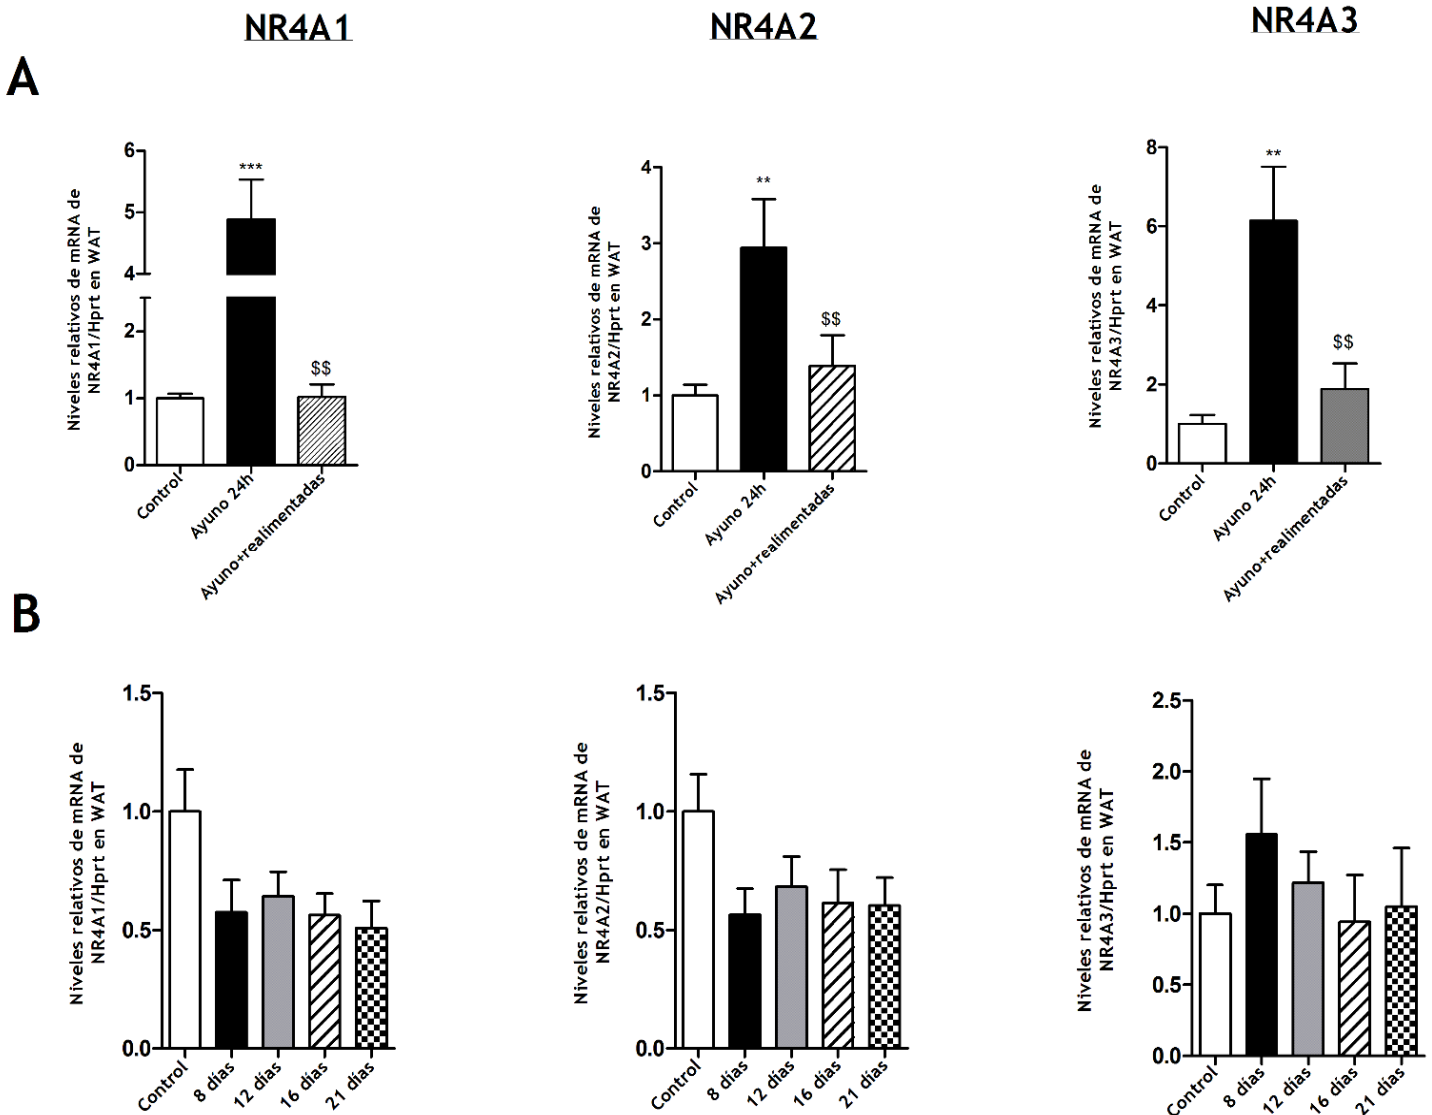 NR4A1
NR4A2
NR4A3
A
Niveles relativos de mRNA de
NR4A1/Hprt en WAT
6
5
4
2
1
0
***
$$
Control
Ayuno 24h
Ayuno+realimentadas
Niveles relativos de mRNA de
NR4A2/Hprt en WAT
4
3
2
1
0
**
$$
Control
Ayuno 24h
Ayuno+realimentadas
Niveles relativos de mRNA de
NR4A3/Hprt en WAT
8
6
4
2
0
**
$$
Control
Ayuno 24h
Ayuno+realimentadas
B
Niveles relativos de mRNA de
NR4A1/Hprt en WAT
1.5
1.0
0.5
0.0
Control
8 días
12 días
16 días
21 días
Niveles relativos de mRNA de
NR4A2/Hprt en WAT
1.5
1.0
0.5
0.0
Control
8 días
12 días
16 días
21 días
Niveles relativos de mRNA de
NR4A3/Hprt en WAT
2.5
2.0
1.5
1.0
0.5
0.0
Control
8 días
12 días
16 días
21 días